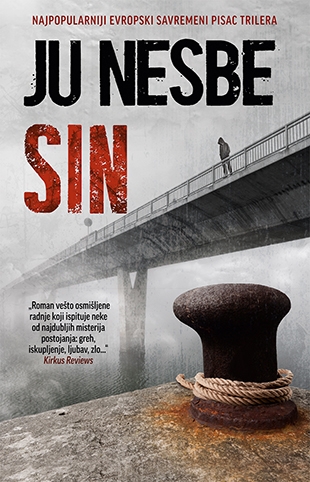 NAJPOPULARNIJI EVROPSKI SAVREMENI PISAC TRILERA
JU NESBE
SIN
„Roman vešto osmišljene
radnje koji ispituje neke
od najdubljih misterija
postojanja: greh,
iskupljenje, ljubav, zlo...“
Kirkus Reviews